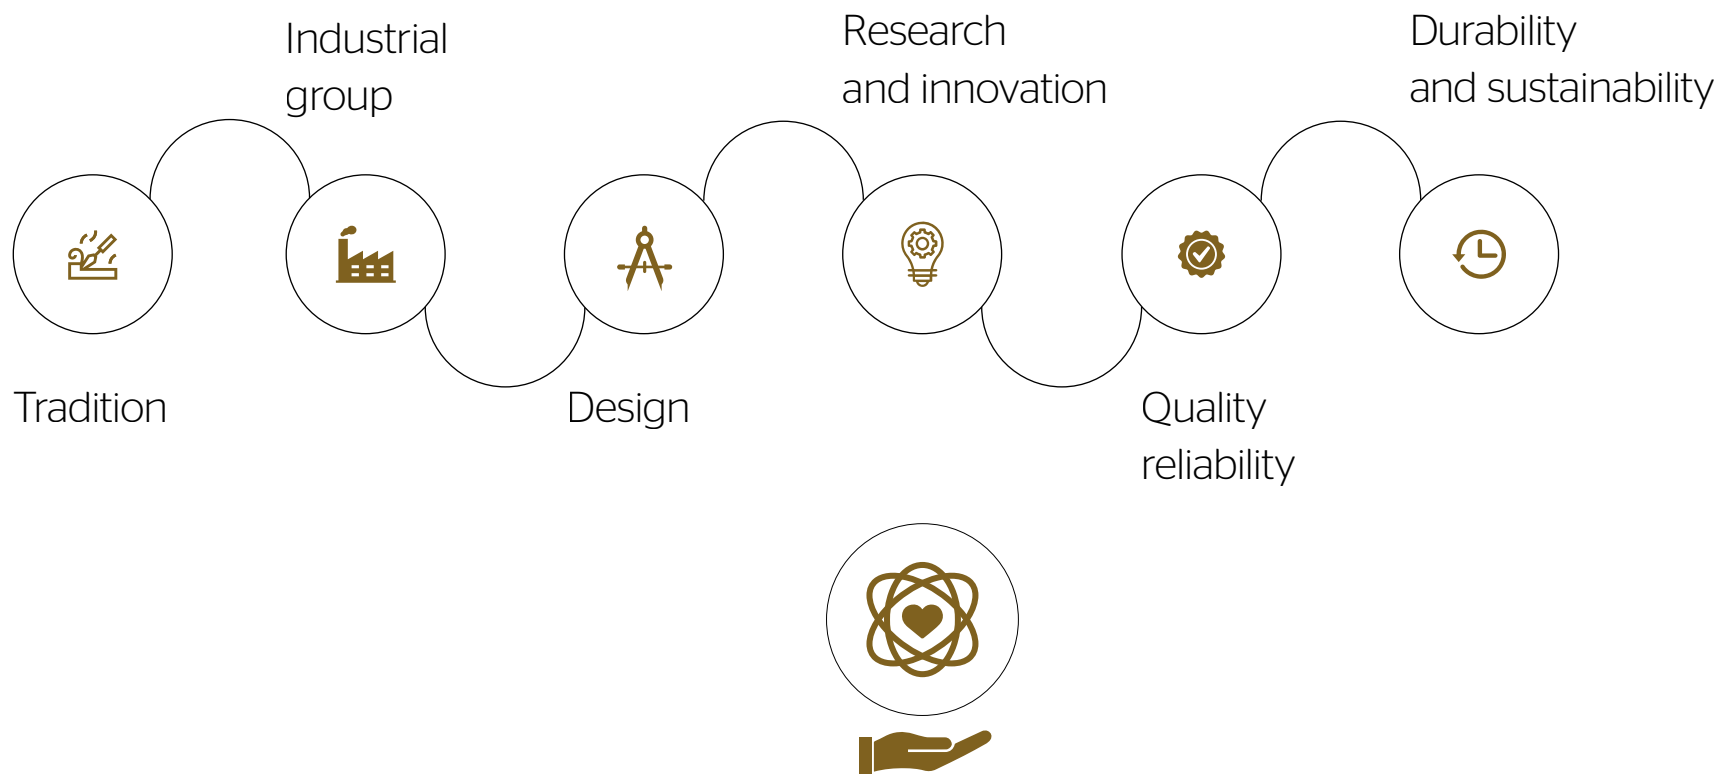 Industrial
group
Research
and innovation
Durability
and sustainability
Tradition
Design
Quality
reliability